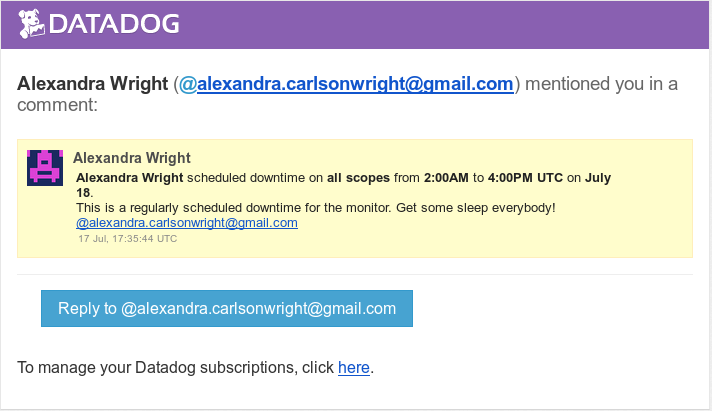 DATADOG
Alexandra Wright (@alexandra.carlsonwright@gmail.com) mentioned you in a
comment:
Alexandra Wright
Alexandra Wright scheduled downtime on all scopes from 2:00AM to 4:00PM UTC on July
18.
This is a regularly scheduled downtime for the monitor. Get some sleep everybody!
@alexandra.carlsonwright@gmail.com
17 Jul, 17:35:44 UTC
Reply to @alexandra.carlsonwright@gmail.com
To manage your Datadog subscriptions, click here.